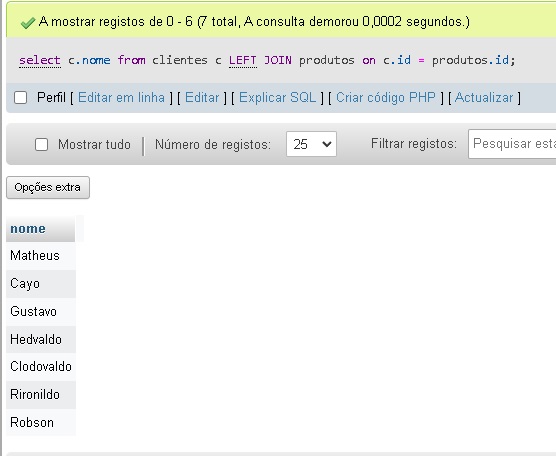 A mostrar registos de 0 - 6 (7 total, A consulta demorou 0,0002 segundos.)
select c.nome from clientes c LEFT JOIN produtos on c.id = produtos.id;
Perfil [ Editar em linha ] [ Editar ] [ Explicar SQL ] [ Criar código PHP ] [ Actualizar ]
Mostrar tudo Número de registos: 25 Filtrar registos: Pesquisar esta
Opções extra
nome
Matheus
Cayo
Gustavo
Hedvaldo
Clodovaldo
Rironildo
Robson